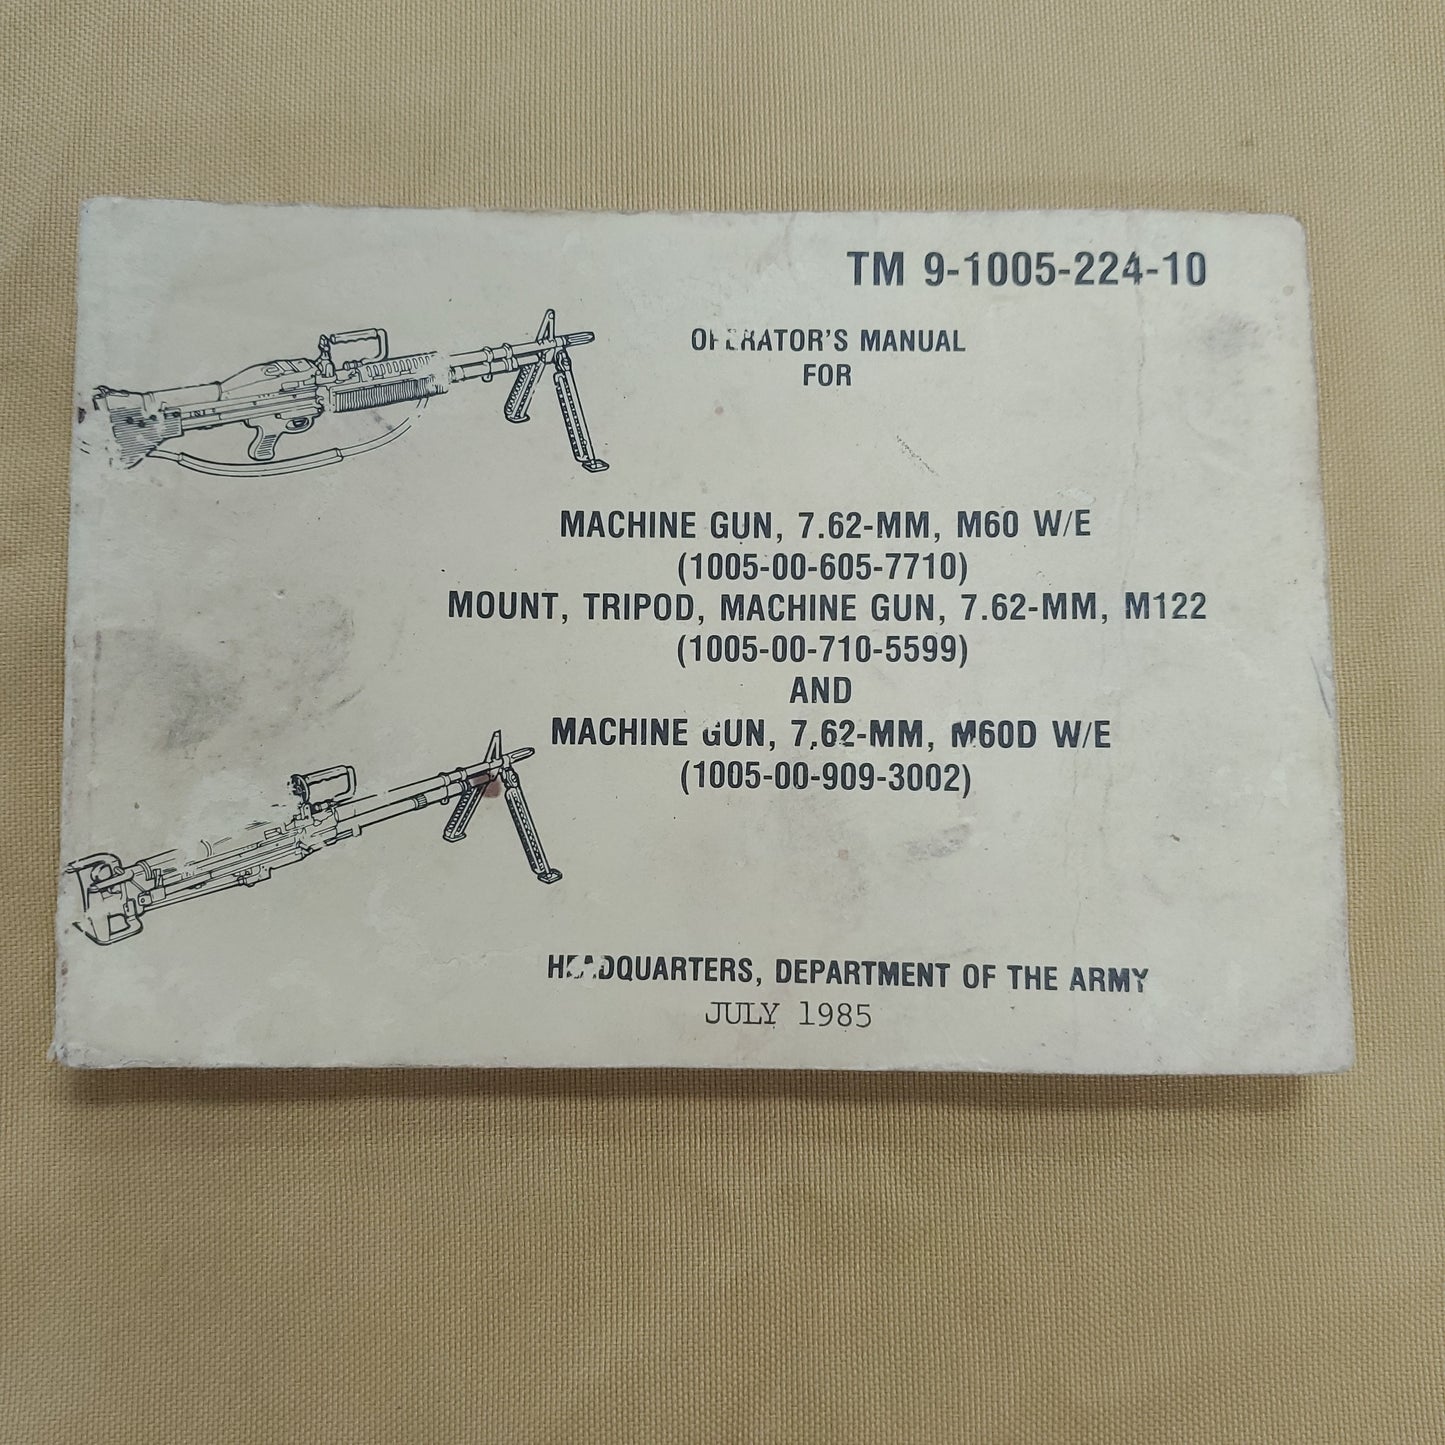 TM 9-1005-224-10
OPERATOR'S MANUAL
FOR
MACHINE GUN, 7.62-MM, M60 W/E
(1005-00-605-7710)
MOUNT, TRIPOD, MACHINE GUN, 7.62-MM, M122
(1005-00-710-5599)
AND
MACHINE GUN, 7.62-MM, M60D W/E
(1005-00-909-3002)
HEADQUARTERS, DEPARTMENT OF THE ARMY
JULY 1985